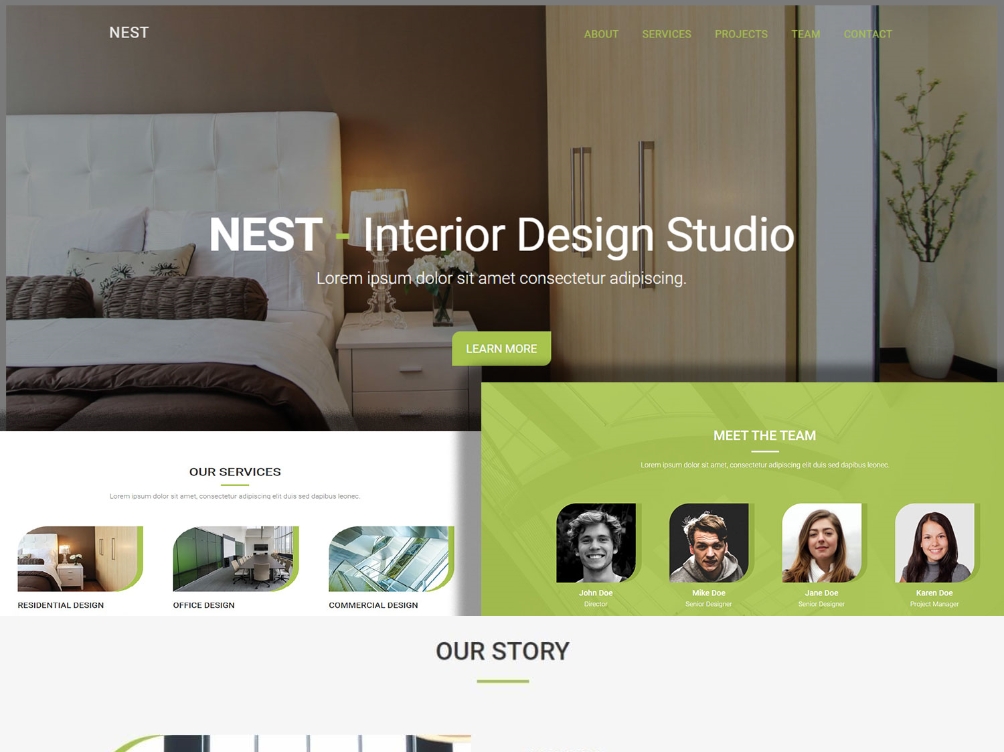 NEST
ABOUT SERVICES PROJECTS TEAM CONTACT
NEST - Interior Design Studio
Lorem ipsum dolor sit amet consectetur adipiscing.
LEARN MORE
OUR SERVICES
Lorem ipsum dolor sit amet, consectetur adipiscing elit duis sed dapibus leonec.
RESIDENTIAL DESIGN
OFFICE DESIGN
COMMERCIAL DESIGN
MEET THE TEAM
Lorem ipsum dolor sit amet, consectetur adipiscing elit duis sed dapibus leonec.
John Doe
Director
Mike Doe
Senior Designer
Jane Doe
Senior Designer
Karen Doe
Project Manager
OUR STORY